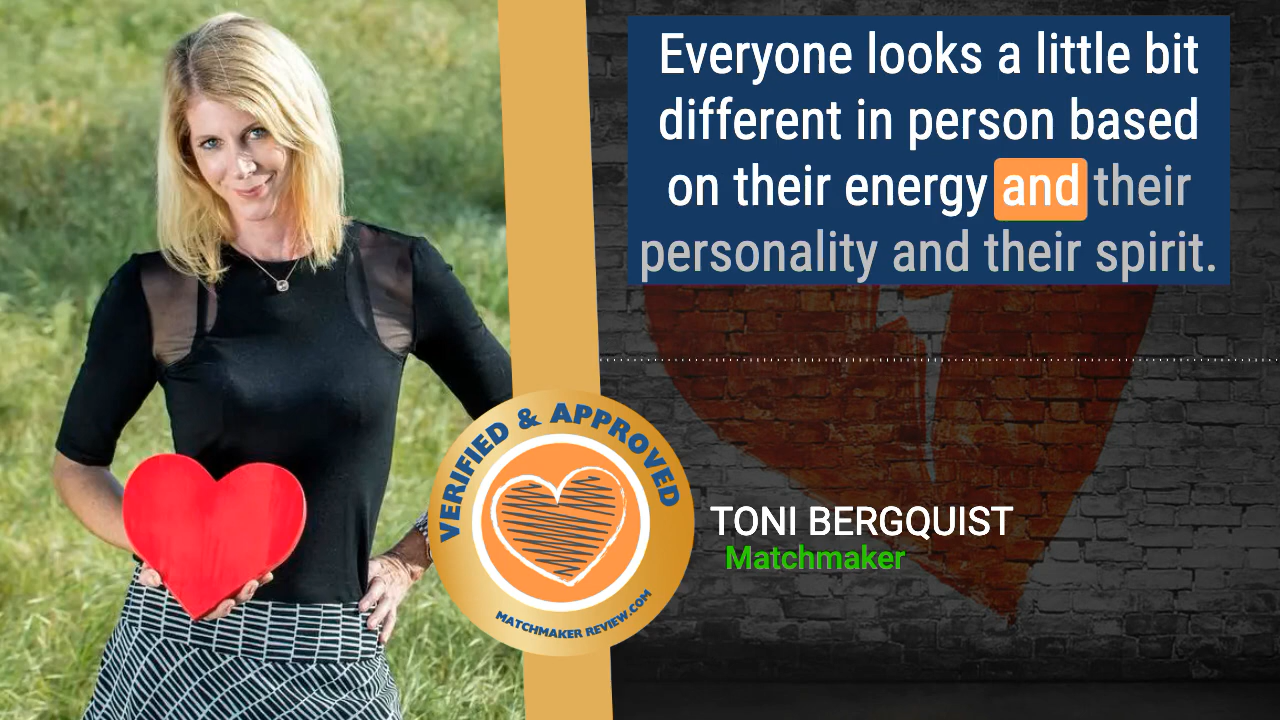 Everyone looks a little bit
different in person based
on their energy and their
personality and their spirit.
VERIFIED & APPROVED
MATCHMAKER REVIEW.COM
TONI BERGQUIST
Matchmaker